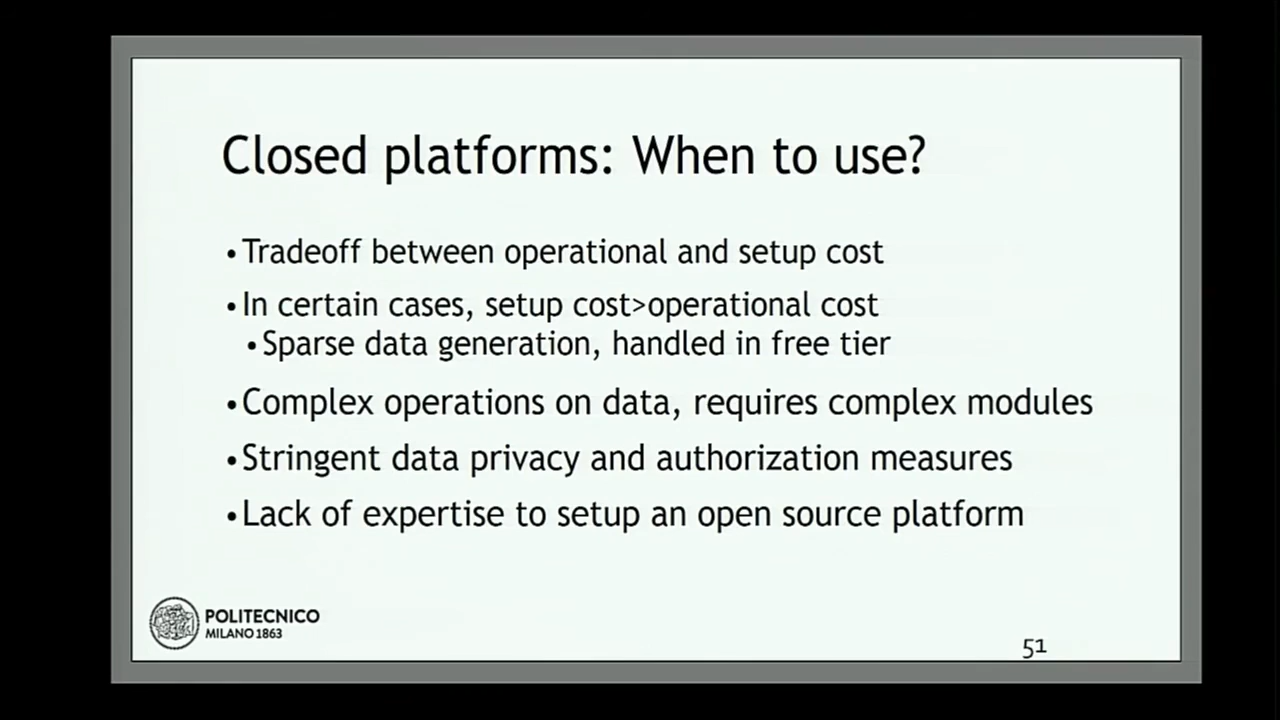 Closed platforms: When to use?
•Tradeoff between operational and setup cost
•In certain cases, setup cost>operational cost
•Sparse data generation, handled in free tier
•Complex operations on data, requires complex modules
•Stringent data privacy and authorization measures
•Lack of expertise to setup an open source platform
POLITECNICO
MILANO 1863
51